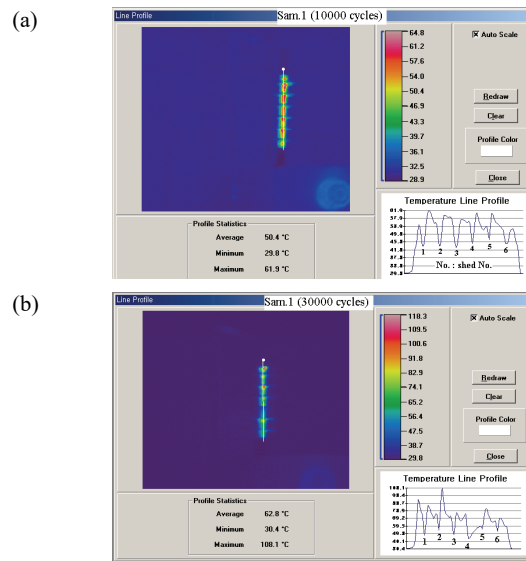 (a)
Line Profile
Sam.1 (10000 cycles)
64.8
61.2
57.6
54.0
50.4
46.9
43.3
39.7
36.1
32.5
28.9
Auto Scale
Redraw
Clear
Profile Color
Close
Profile Statistics
Average 50.4 °C
Minimum 29.8 °C
Maximum 61.9 °C
Temperature Line Profile
61.9
1 2 3 4 5 6
No. : shed No.
(b)
Line Profile
Sam.1 (30000 cycles)
118.3
109.5
100.6
91.8
82.9
74.1
65.2
56.4
47.5
38.7
29.8
Auto Scale
Redraw
Clear
Profile Color
Close
Profile Statistics
Average 62.8 °C
Minimum 30.4 °C
Maximum 108.1 °C
Temperature Line Profile
108.1
1 2 3 4 5 6